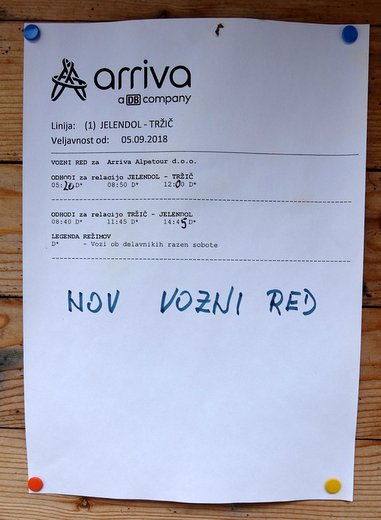 arriva
a DB company
Linija: (1) JELENDOL - TRŽIČ
Veljavnost od: 05.09.2018
VOZNI RED za Arriva Alpetour d.o.o.
ODHODI za relacijo JELENDOL - TRŽIČ
05:20 D* 08:50 D* 12:00 D*
ODHODI za relacijo TRŽIČ - JELENDOL
08:40 D* 11:45 D* 14:45 D*
LEGENDA REŽIMOV
D* - Vozi ob delavnikih razen sobote
NOV VOZNI RED